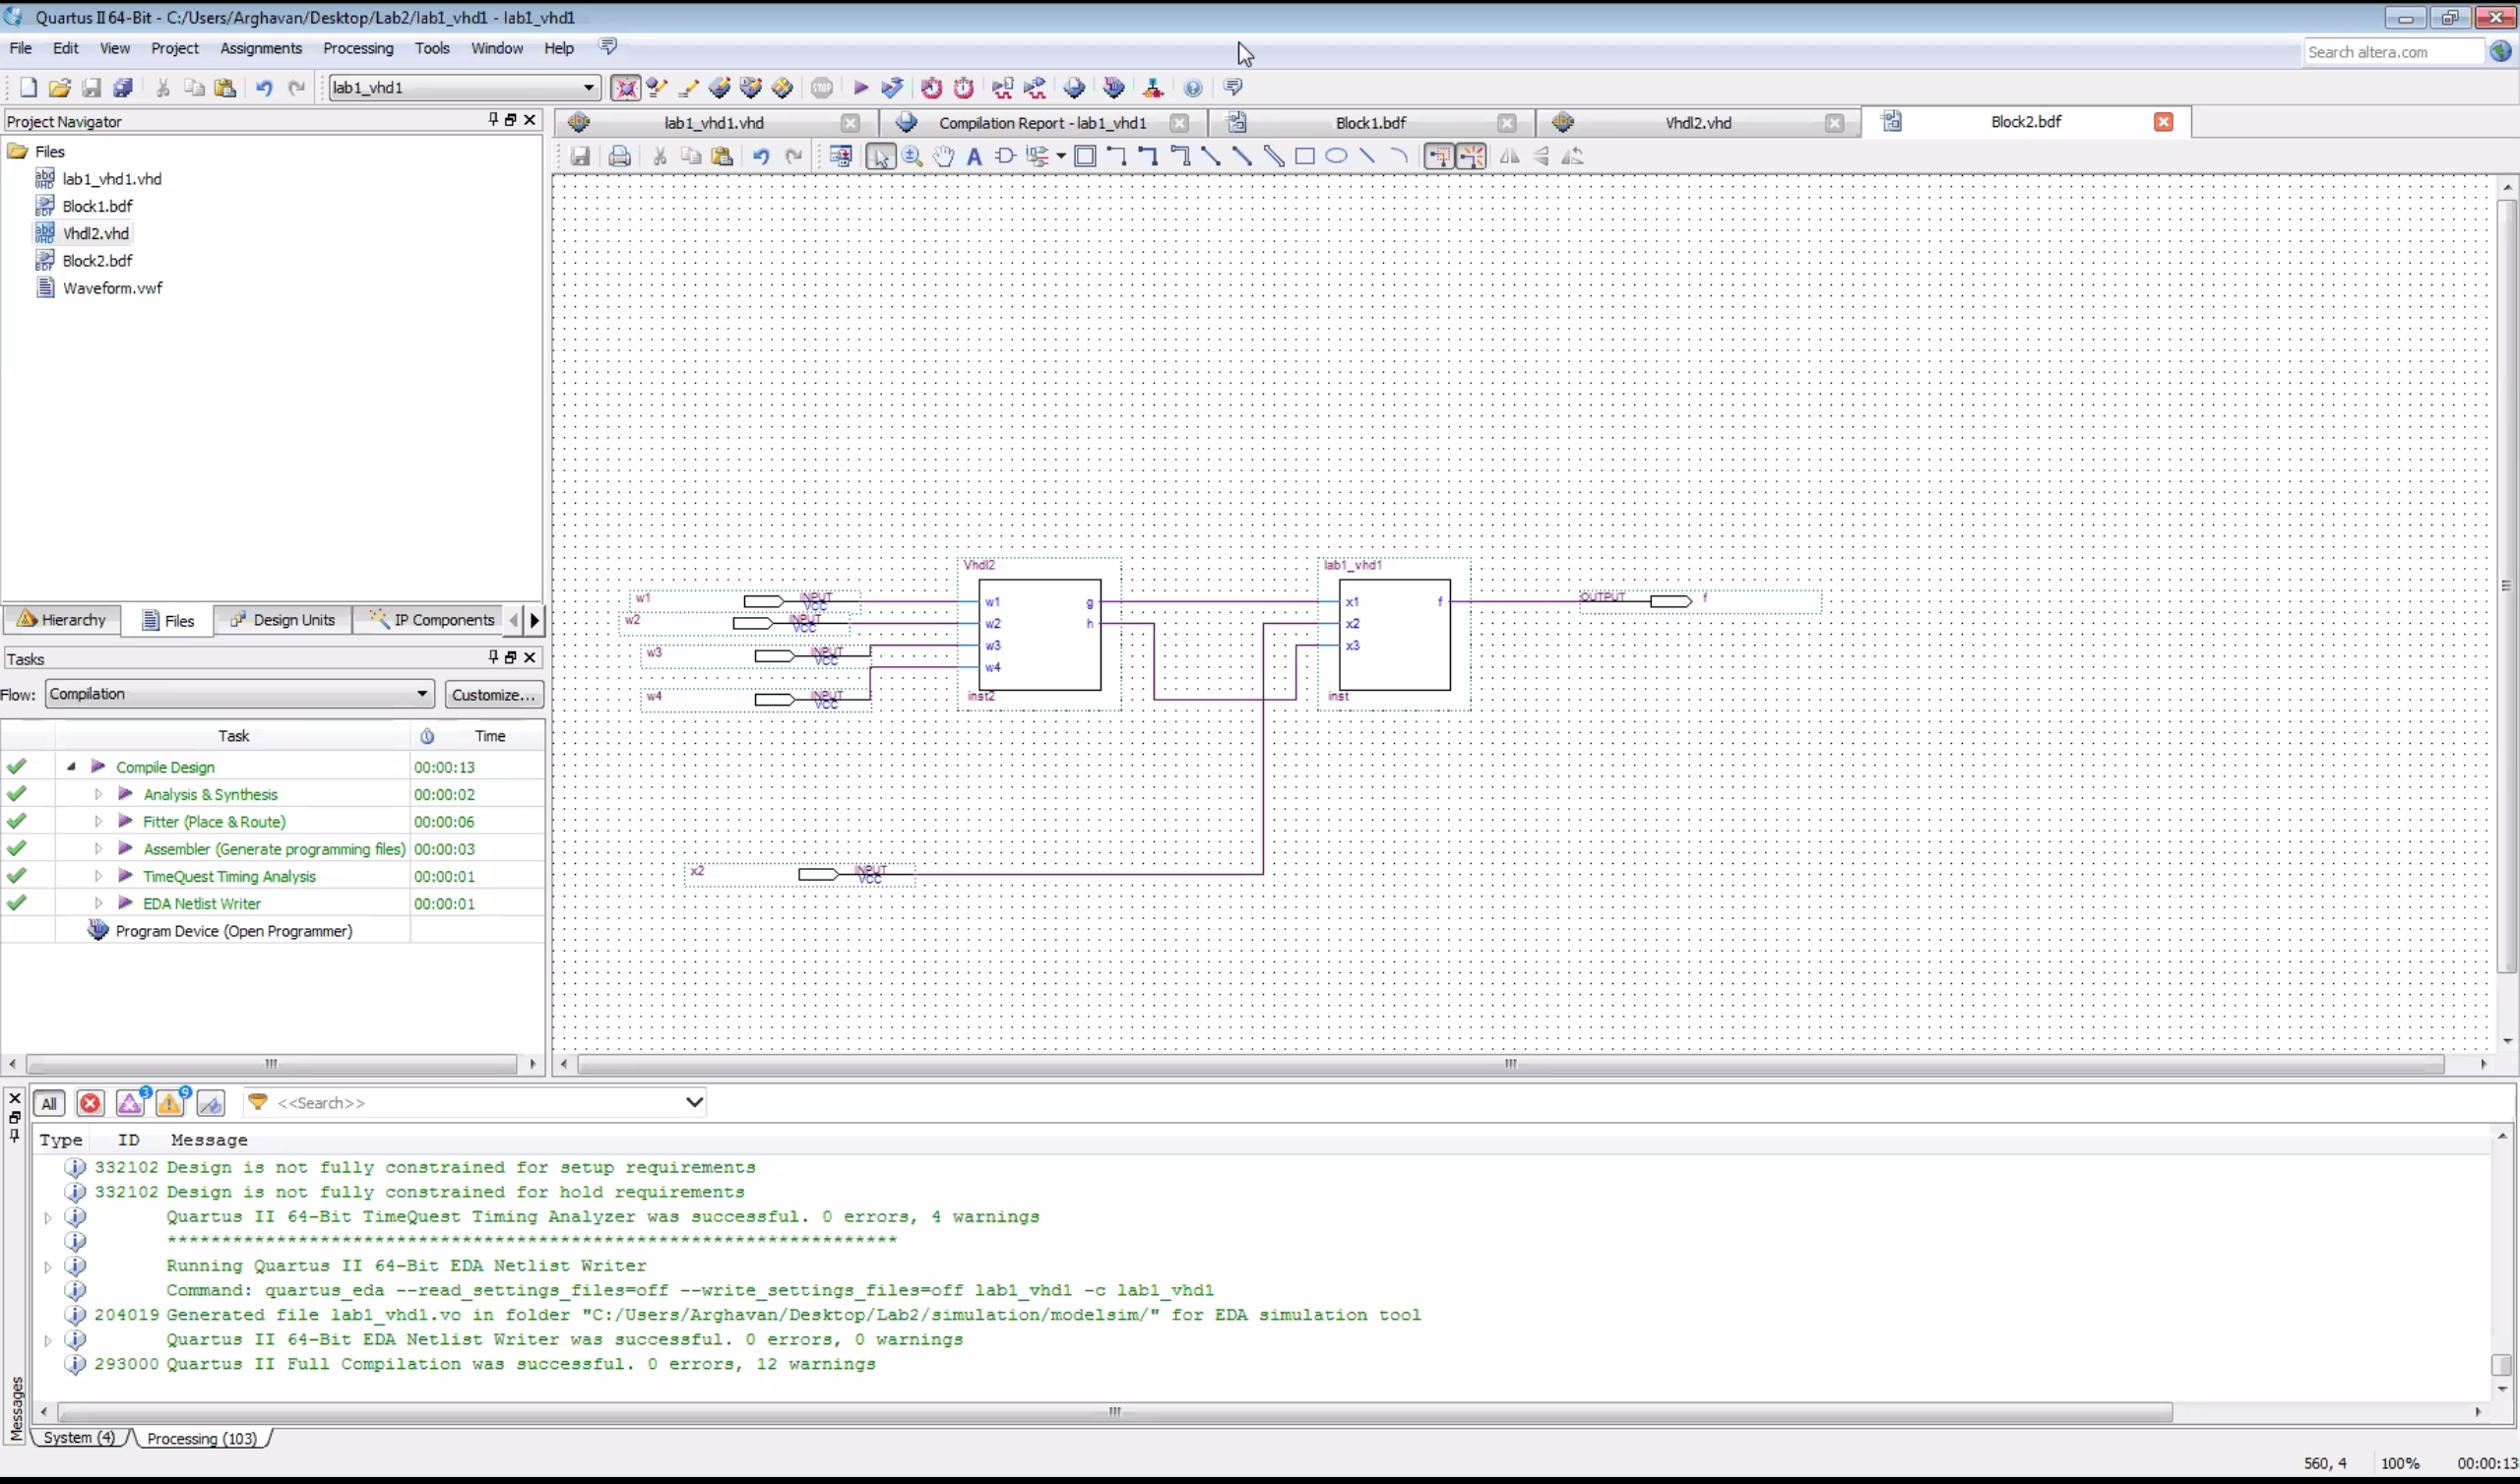 Quartus II 64-Bit - C:/Users/Arghavan/Desktop/Lab2/lab1_vhd1 - lab1_vhd1
File Edit View Project Assignments Processing Tools Window Help
Search altera.com
lab1_vhd1
STOP
Project Navigator
lab1_vhd1.vhd Compilation Report - lab1_vhd1 Block1.bdf Vhdl2.vhd Block2.bdf
Files
lab1_vhd1.vhd
Block1.bdf
Vhdl2.vhd
Block2.bdf
Waveform.vwf
Hierarchy Files Design Units IP Components
Vhdl2 lab1_vhd1
w1 INPUT VCC w1 g x1 f OUTPUT f
w2 INPUT VCC w2 h x2
w3 INPUT VCC w3 x3
w4
w4 INPUT VCC inst2 inst
x2 INPUT VCC
Tasks
Flow: Compilation Customize...
Task Time
Compile Design 00:00:13
Analysis & Synthesis 00:00:02
Fitter (Place & Route) 00:00:06
Assembler (Generate programming files) 00:00:03
TimeQuest Timing Analysis 00:00:01
EDA Netlist Writer 00:00:01
Program Device (Open Programmer)
All 3 9 <<Search>>
Type ID Message
332102 Design is not fully constrained for setup requirements
332102 Design is not fully constrained for hold requirements
Quartus II 64-Bit TimeQuest Timing Analyzer was successful. 0 errors, 4 warnings
*******************************************************************
Running Quartus II 64-Bit EDA Netlist Writer
Command: quartus_eda --read_settings_files=off --write_settings_files=off lab1_vhd1 -c lab1_vhd1
204019 Generated file lab1_vhd1.vo in folder "C:/Users/Arghavan/Desktop/Lab2/simulation/modelsim/" for EDA simulation tool
Quartus II 64-Bit EDA Netlist Writer was successful. 0 errors, 0 warnings
293000 Quartus II Full Compilation was successful. 0 errors, 12 warnings
Messages
System (4) Processing (103)
560, 4 100% 00:00:13